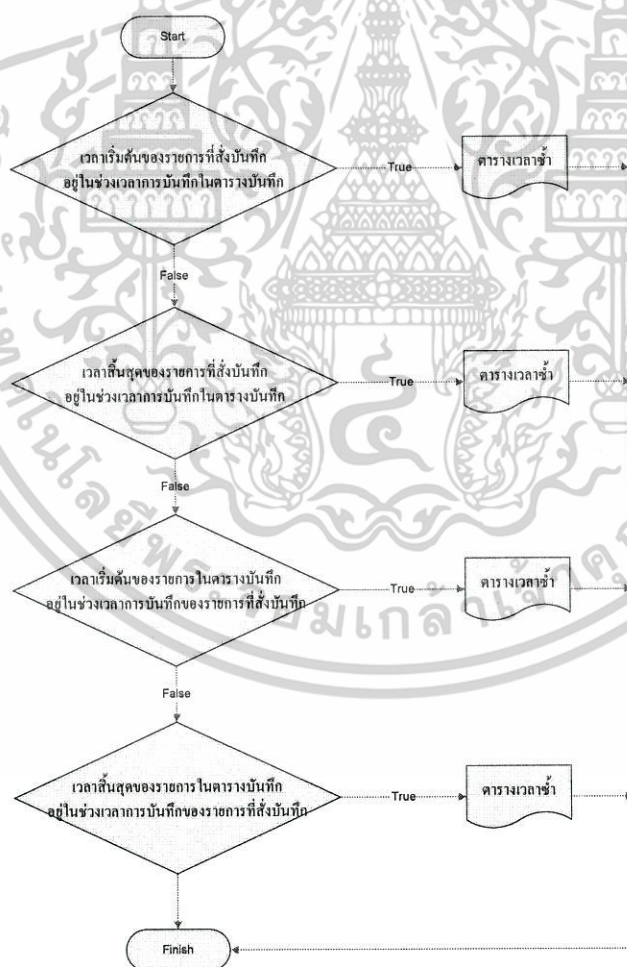 Start
เวลาเริ่มต้นของรายการที่สั่งบันทึก
อยู่ในช่วงเวลาการบันทึกในตารางบันทึก
True
ตารางเวลาซ้ำ
False
เวลาสิ้นสุดของรายการที่สั่งบันทึก
อยู่ในช่วงเวลาการบันทึกในตารางบันทึก
True
ตารางเวลาซ้ำ
False
เวลาเริ่มต้นของรายการในตารางบันทึก
อยู่ในช่วงเวลาการบันทึกของรายการที่สั่งบันทึก
True
ตารางเวลาซ้ำ
False
เวลาสิ้นสุดของรายการในตารางบันทึก
อยู่ในช่วงเวลาการบันทึกของรายการที่สั่งบันทึก
True
ตารางเวลาซ้ำ
Finish